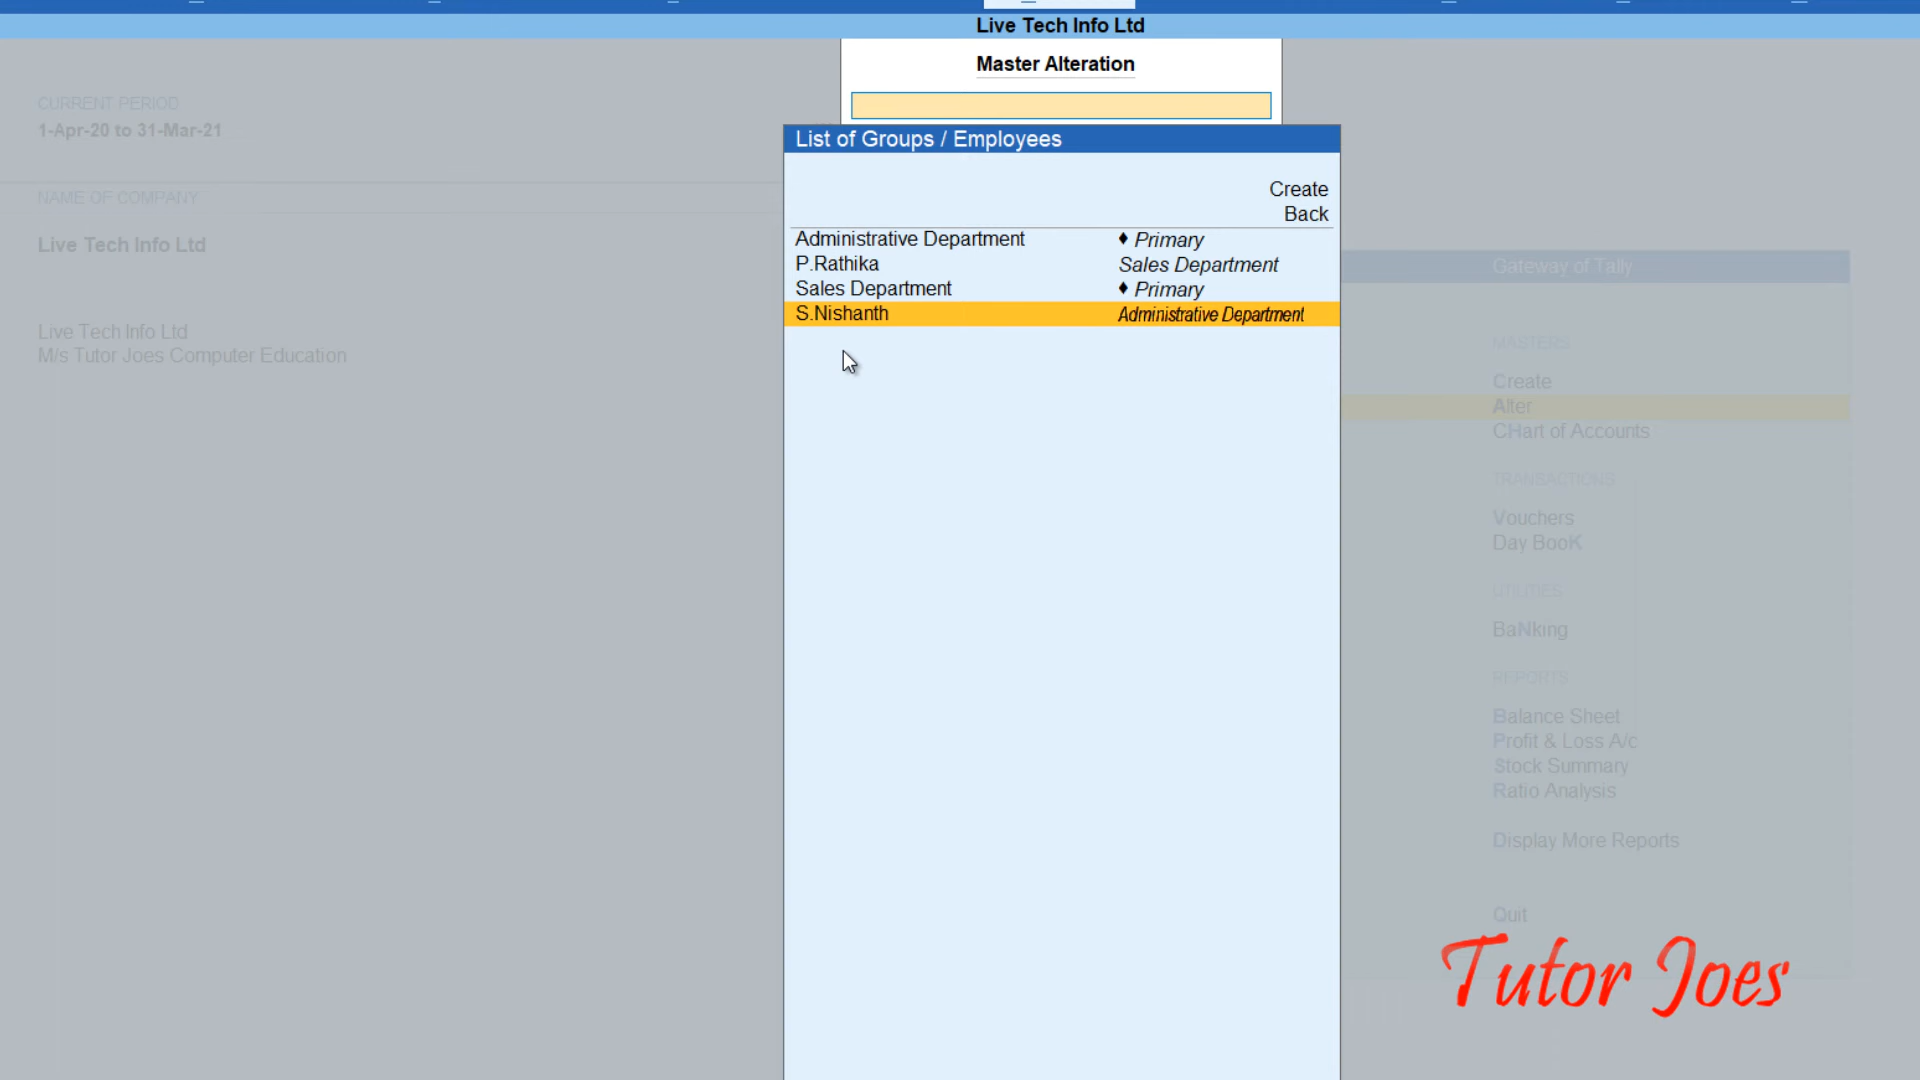 Live Tech Info Ltd
Master Alteration
CURRENT PERIOD
1-Apr-20 to 31-Mar-21
NAME OF COMPANY
Live Tech Info Ltd
Live Tech Info Ltd
M/s Tutor Joes Computer Education
List of Groups / Employees
Create
Back
Administrative Department ♦ Primary
P.Rathika Sales Department
Sales Department ♦ Primary
S.Nishanth Administrative Department
Gateway of Tally
MASTERS
Create
Alter
CHart of Accounts
TRANSACTIONS
Vouchers
Day BooK
UTILITIES
BaNking
REPORTS
Balance Sheet
Profit & Loss A/c
Stock Summary
Ratio Analysis
Display More Reports
Quit
Tutor Joes